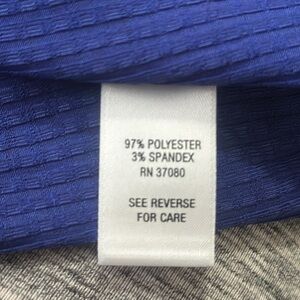 97% POLYESTER
3% SPANDEX
RN 37080
SEE REVERSE
FOR CARE